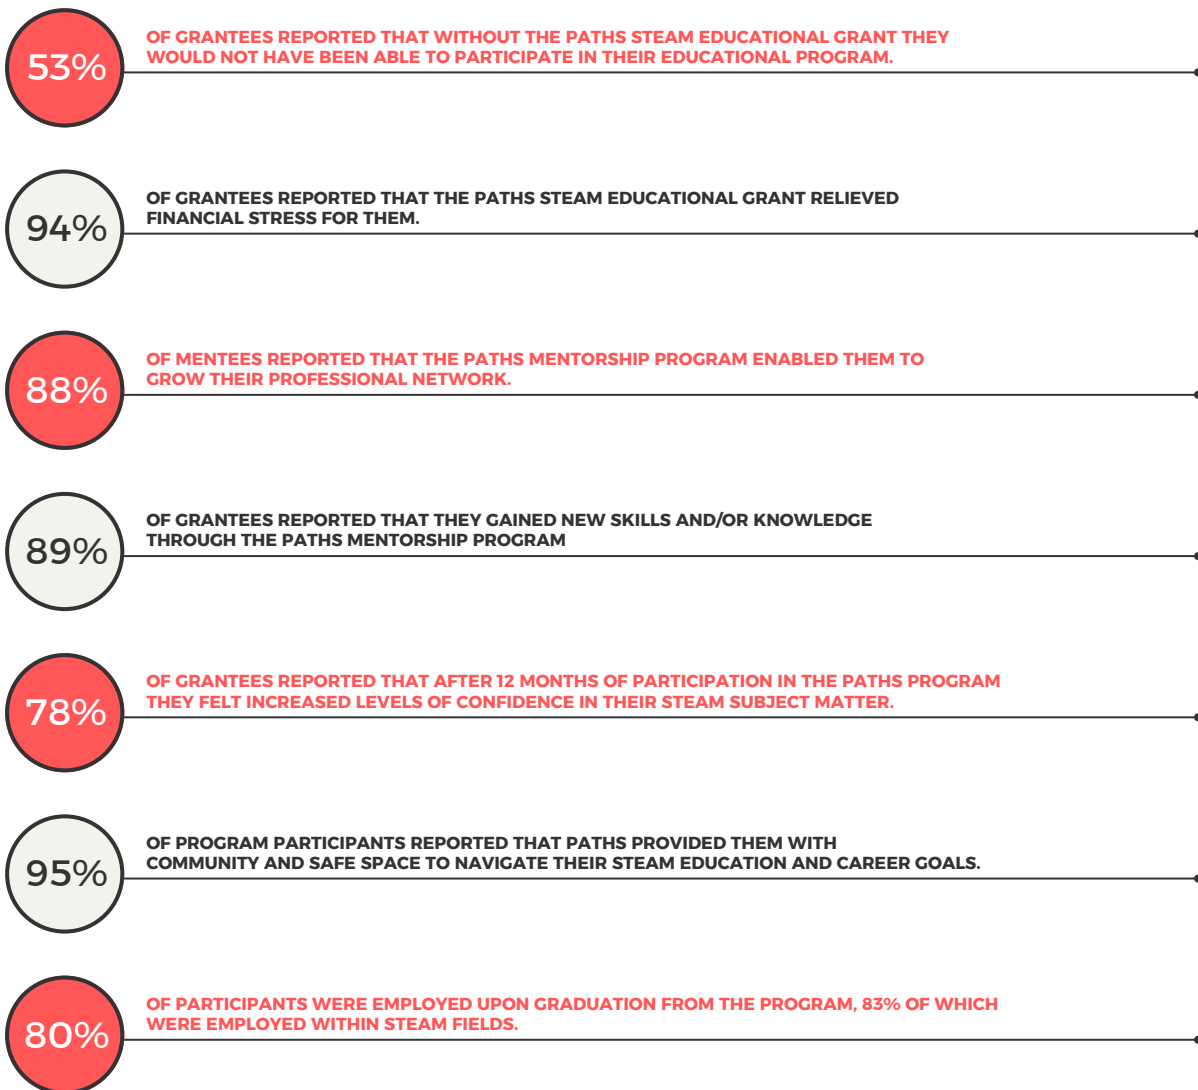 53%
OF GRANTEES REPORTED THAT WITHOUT THE PATHS STEAM EDUCATIONAL GRANT THEY
WOULD NOT HAVE BEEN ABLE TO PARTICIPATE IN THEIR EDUCATIONAL PROGRAM.
94%
OF GRANTEES REPORTED THAT THE PATHS STEAM EDUCATIONAL GRANT RELIEVED
FINANCIAL STRESS FOR THEM.
88%
OF MENTEES REPORTED THAT THE PATHS MENTORSHIP PROGRAM ENABLED THEM TO
GROW THEIR PROFESSIONAL NETWORK.
89%
OF GRANTEES REPORTED THAT THEY GAINED NEW SKILLS AND/OR KNOWLEDGE
THROUGH THE PATHS MENTORSHIP PROGRAM
78%
OF GRANTEES REPORTED THAT AFTER 12 MONTHS OF PARTICIPATION IN THE PATHS PROGRAM
THEY FELT INCREASED LEVELS OF CONFIDENCE IN THEIR STEAM SUBJECT MATTER.
95%
OF PROGRAM PARTICIPANTS REPORTED THAT PATHS PROVIDED THEM WITH
COMMUNITY AND SAFE SPACE TO NAVIGATE THEIR STEAM EDUCATION AND CAREER GOALS.
80%
OF PARTICIPANTS WERE EMPLOYED UPON GRADUATION FROM THE PROGRAM, 83% OF WHICH
WERE EMPLOYED WITHIN STEAM FIELDS.